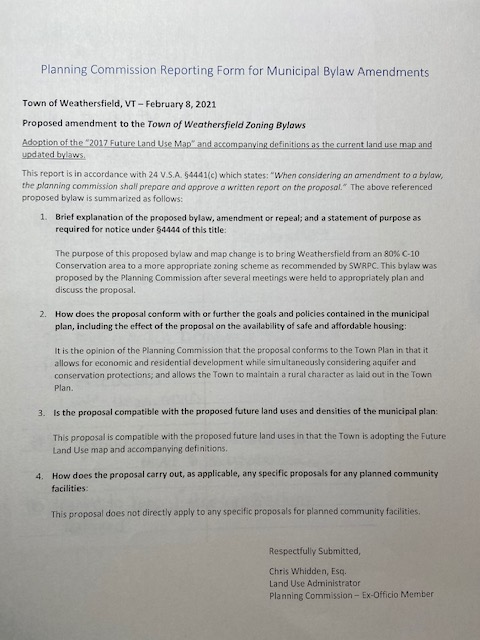 Planning Commission Reporting Form for Municipal Bylaw Amendments
Town of Weathersfield, VT – February 8, 2021
Proposed amendment to the Town of Weathersfield Zoning Bylaws
Adoption of the "2017 Future Land Use Map" and accompanying definitions as the current land use map and
updated bylaws.
This report is in accordance with 24 V.S.A. §4441(c) which states: "When considering an amendment to a bylaw,
the planning commission shall prepare and approve a written report on the proposal." The above referenced
proposed bylaw is summarized as follows:
1. Brief explanation of the proposed bylaw, amendment or repeal; and a statement of purpose as
required for notice under §4444 of this title:
The purpose of this proposed bylaw and map change is to bring Weathersfield from an 80% C-10
Conservation area to a more appropriate zoning scheme as recommended by SWRPC. This bylaw was
proposed by the Planning Commission after several meetings were held to appropriately plan and
discuss the proposal.
2. How does the proposal conform with or further the goals and policies contained in the municipal
plan, including the effect of the proposal on the availability of safe and affordable housing:
It is the opinion of the Planning Commission that the proposal conforms to the Town Plan in that it
allows for economic and residential development while simultaneously considering aquifer and
conservation protections; and allows the Town to maintain a rural character as laid out in the Town
Plan.
3. Is the proposal compatible with the proposed future land uses and densities of the municipal plan:
This proposal is compatible with the proposed future land uses in that the Town is adopting the Future
Land Use map and accompanying definitions.
4. How does the proposal carry out, as applicable, any specific proposals for any planned community
facilities:
This proposal does not directly apply to any specific proposals for planned community facilities.
Respectfully Submitted,
Chris Whidden, Esq.
Land Use Administrator
Planning Commission – Ex-Officio Member